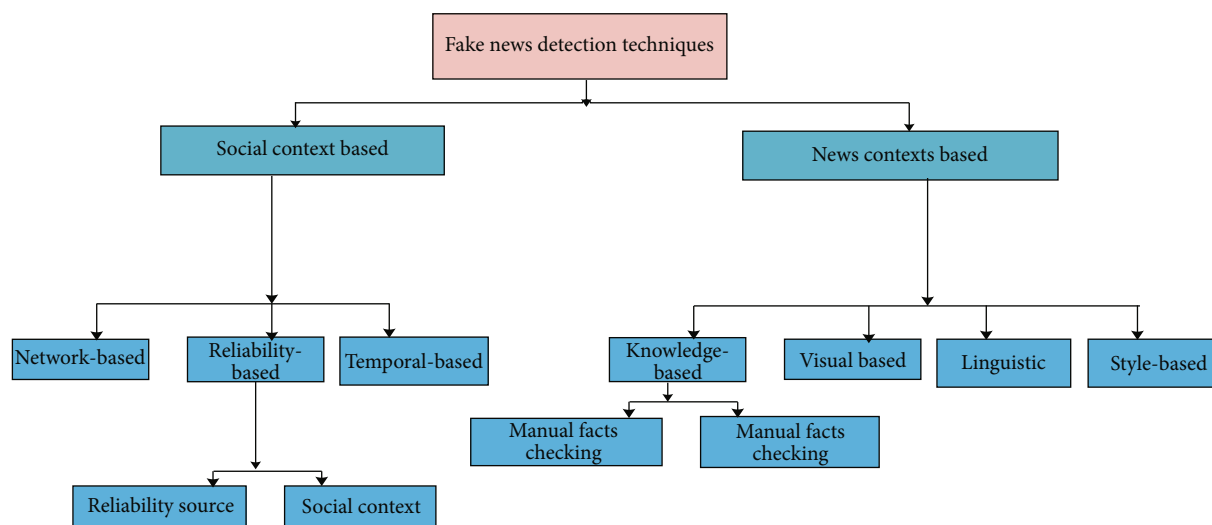 Fake news detection techniques
Social context based
News contexts based
Network-based
Reliability-
based
Temporal-based
Knowledge-
based
Visual based
Linguistic
Style-based
Manual facts
checking
Manual facts
checking
Reliability source
Social context